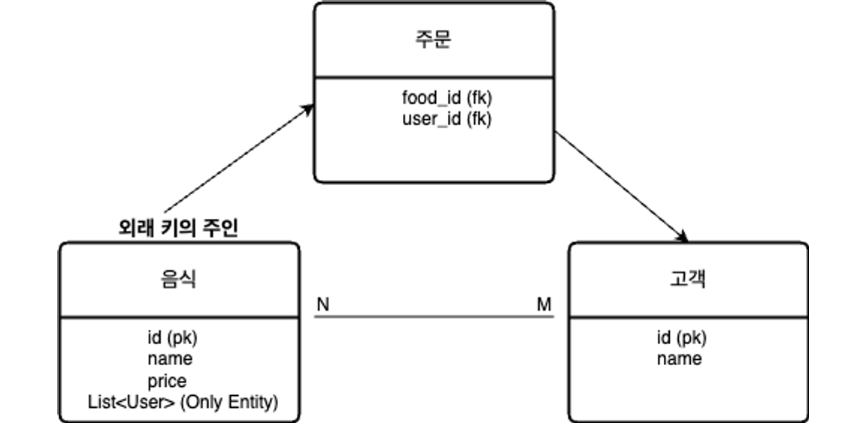 주문
food_id (fk)
user_id (fk)
외래 키의 주인
음식
id (pk)
name
price
List<User> (Only Entity)
N
M
고객
id (pk)
name